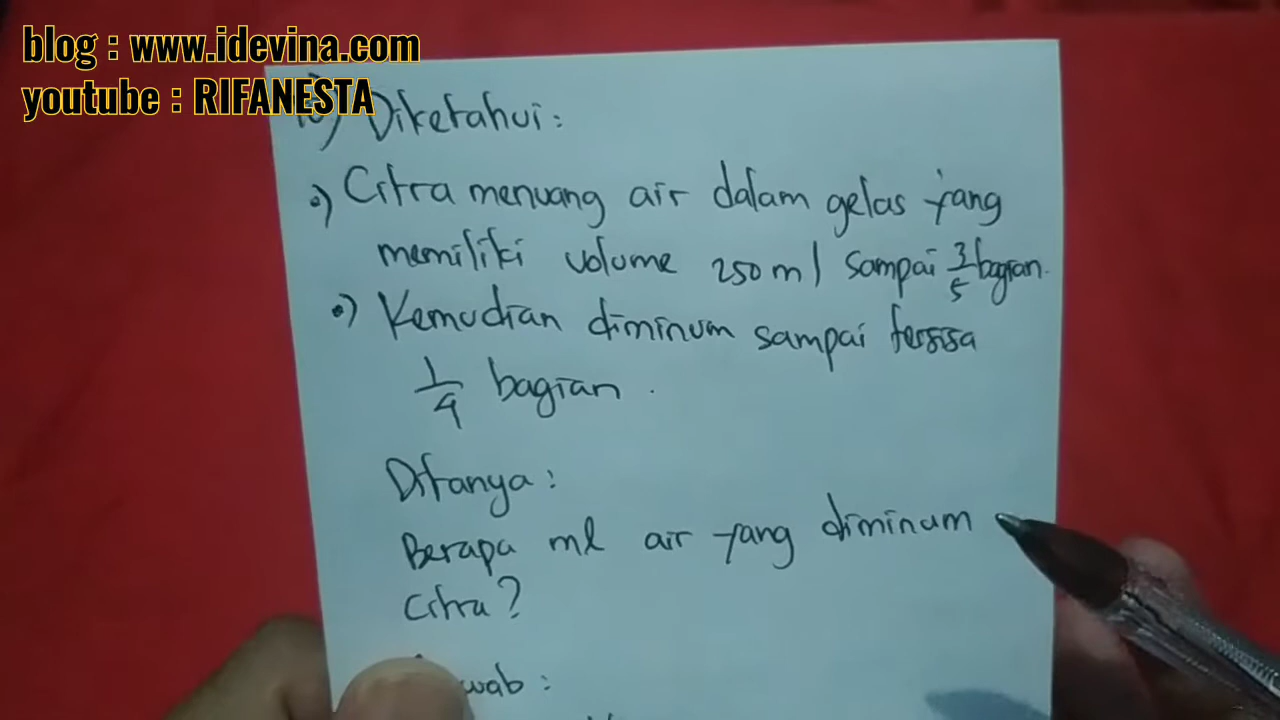 blog : www.idevina.com
youtube : RIFANESTA
Diketahui:
•) Citra menuang air dalam gelas yang
memiliki volume 250 ml sampai 3/5 bagian.
•) Kemudian diminum sampai tersisa
1/4 bagian.
Ditanya:
Berapa ml air yang diminum
Citra?